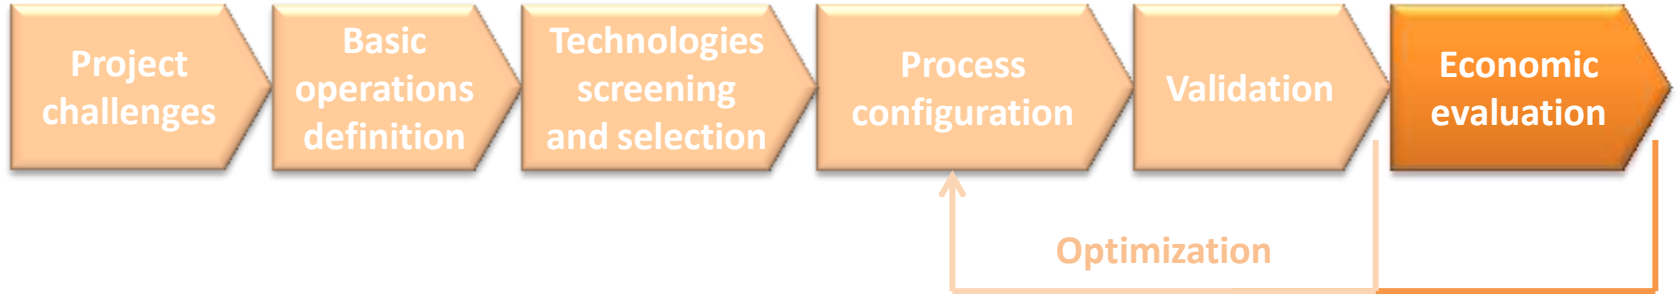 Project
challenges
Basic
operations
definition
Technologies
screening
and selection
Process
configuration
Validation
Economic
evaluation
Optimization